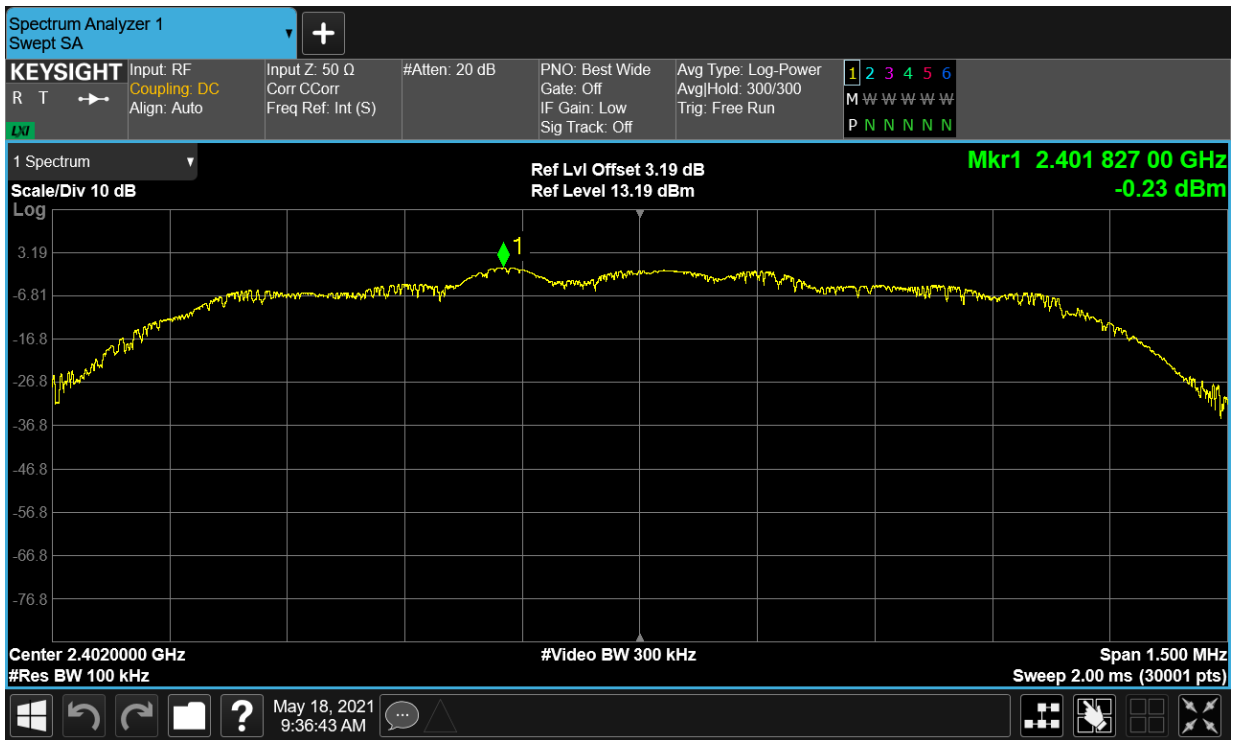 Spectrum Analyzer 1
Swept SA
+
KEYSIGHT
R T
LXI
Input: RF
Coupling: DC
Align: Auto
Input Z: 50 Ω
Corr CCorr
Freq Ref: Int (S)
#Atten: 20 dB
PNO: Best Wide
Gate: Off
IF Gain: Low
Sig Track: Off
Avg Type: Log-Power
Avg|Hold: 300/300
Trig: Free Run
1 2 3 4 5 6
M W W W W W
P N N N N N
1 Spectrum
Ref Lvl Offset 3.19 dB
Mkr1 2.401 827 00 GHz
Scale/Div 10 dB
Ref Level 13.19 dBm
-0.23 dBm
Log
1
3.19
-6.81
-16.8
-26.8
-36.8
-46.8
-56.8
-66.8
-76.8
Center 2.4020000 GHz
#Video BW 300 kHz
Span 1.500 MHz
#Res BW 100 kHz
Sweep 2.00 ms (30001 pts)
?
May 18, 2021
9:36:43 AM